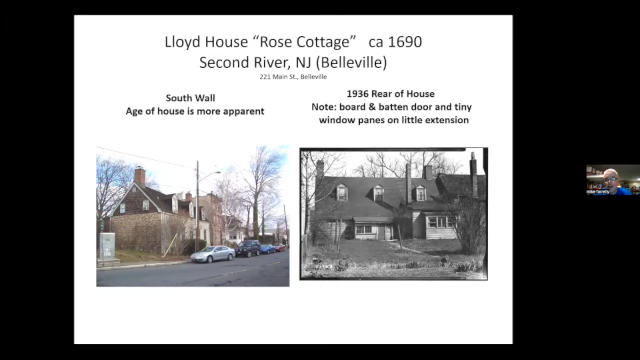 Lloyd House “Rose Cottage” ca 1690
Second River, NJ (Belleville)
221 Main St., Belleville
South Wall
Age of house is more apparent
1936 Rear of House
Note: board & batten door and tiny
window panes on little extension